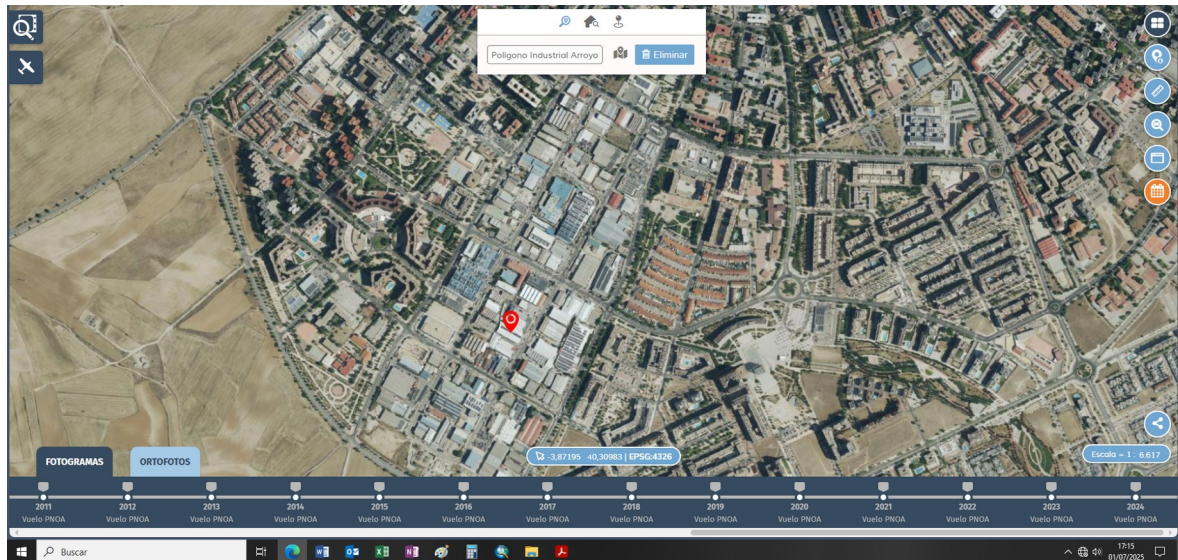 Poligono Industrial Arroyo
Eliminar
FOTOGRAMAS
ORTOFOTOS
-3,87195 40,30983 | EPSG:4326
Escala = 1 : 6.617
2011 2012 2013 2014 2015 2016 2017 2018 2019 2020 2021 2022 2023 2024
Vuelo PNOA Vuelo PNOA Vuelo PNOA Vuelo PNOA Vuelo PNOA Vuelo PNOA Vuelo PNOA Vuelo PNOA Vuelo PNOA Vuelo PNOA Vuelo PNOA Vuelo PNOA Vuelo PNOA Vuelo PNOA
Buscar
17:15
01/07/2025